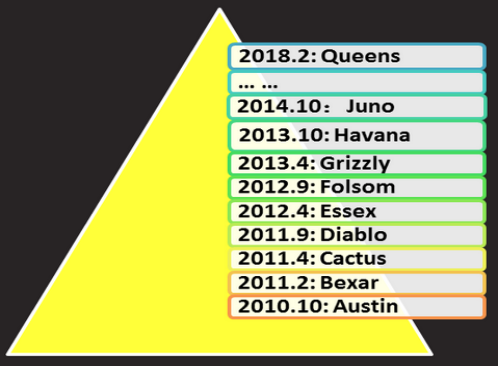 2018.2: Queens
... ...
2014.10： Juno
2013.10: Havana
2013.4: Grizzly
2012.9: Folsom
2012.4: Essex
2011.9: Diablo
2011.4: Cactus
2011.2: Bexar
2010.10: Austin